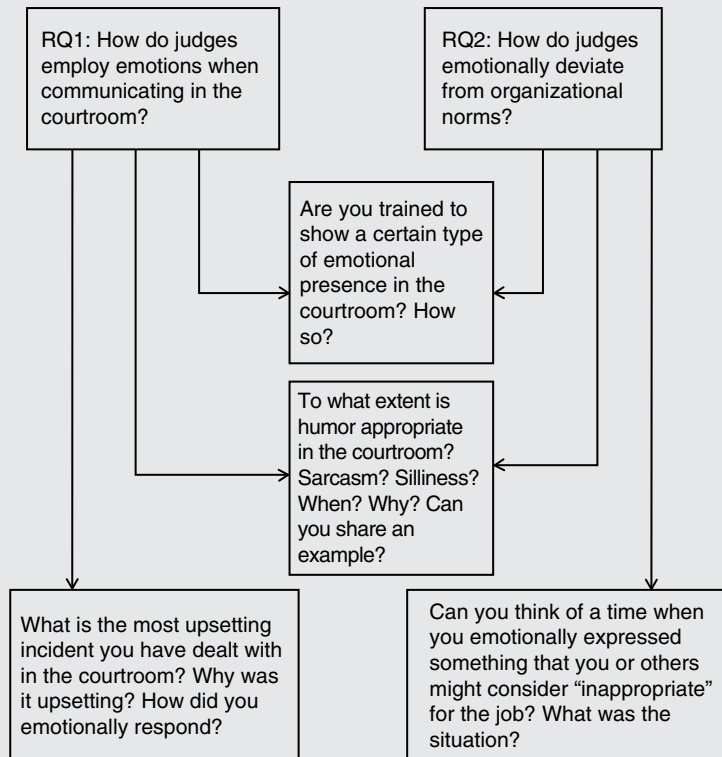 RQ1: How do judges
employ emotions when
communicating in the
courtroom?
RQ2: How do judges
emotionally deviate
from organizational
norms?
Are you trained to
show a certain type
of emotional
presence in the
courtroom? How
so?
To what extent is
humor appropriate
in the courtroom?
Sarcasm? Silliness?
When? Why? Can
you share an
example?
What is the most upsetting
incident you have dealt with
in the courtroom? Why was
it upsetting? How did you
emotionally respond?
Can you think of a time when
you emotionally expressed
something that you or others
might consider “inappropriate”
for the job? What was the
situation?